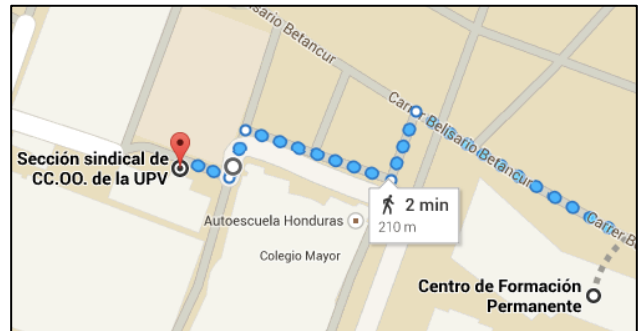 Carrer Belisario Betancur
Sección sindical de
CC.OO. de la UPV
2 min
210 m
Autoescuela Honduras
Colegio Mayor
Carrer Be
Centro de Formación
Permanente